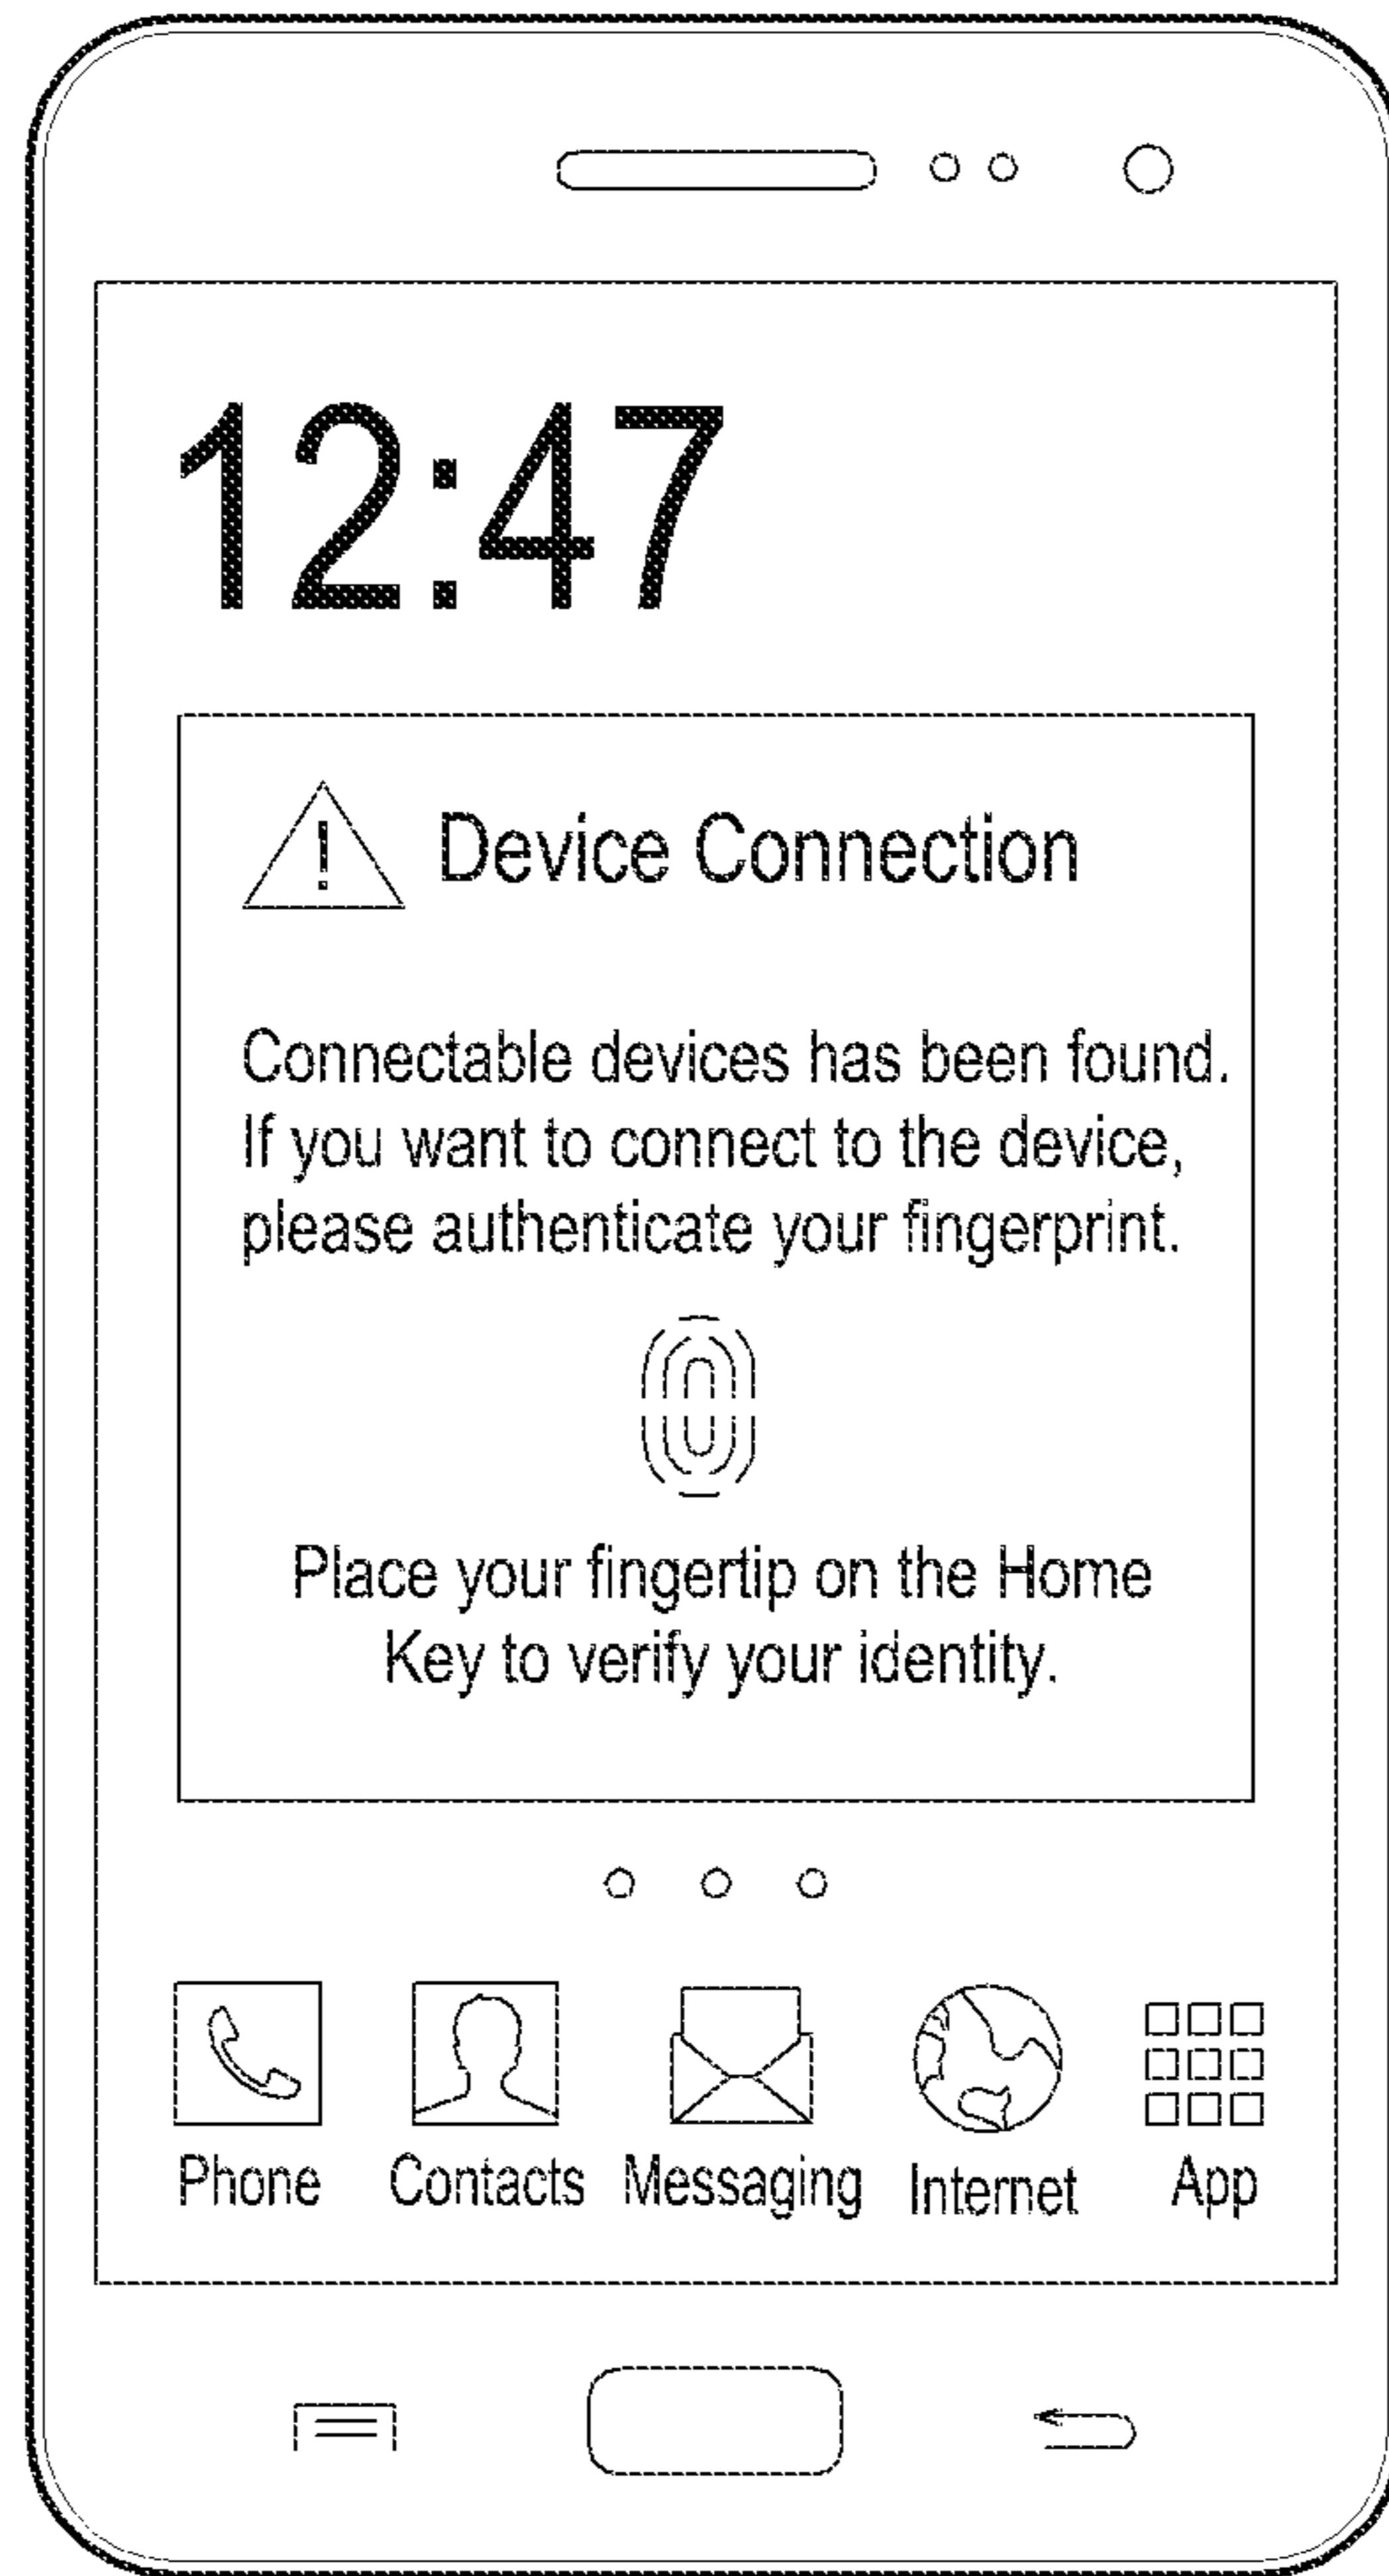 12:47
! Device Connection
Connectable devices has been found.
If you want to connect to the device,
please authenticate your fingerprint.
Place your fingertip on the Home
Key to verify your identity.
Phone Contacts Messaging Internet App